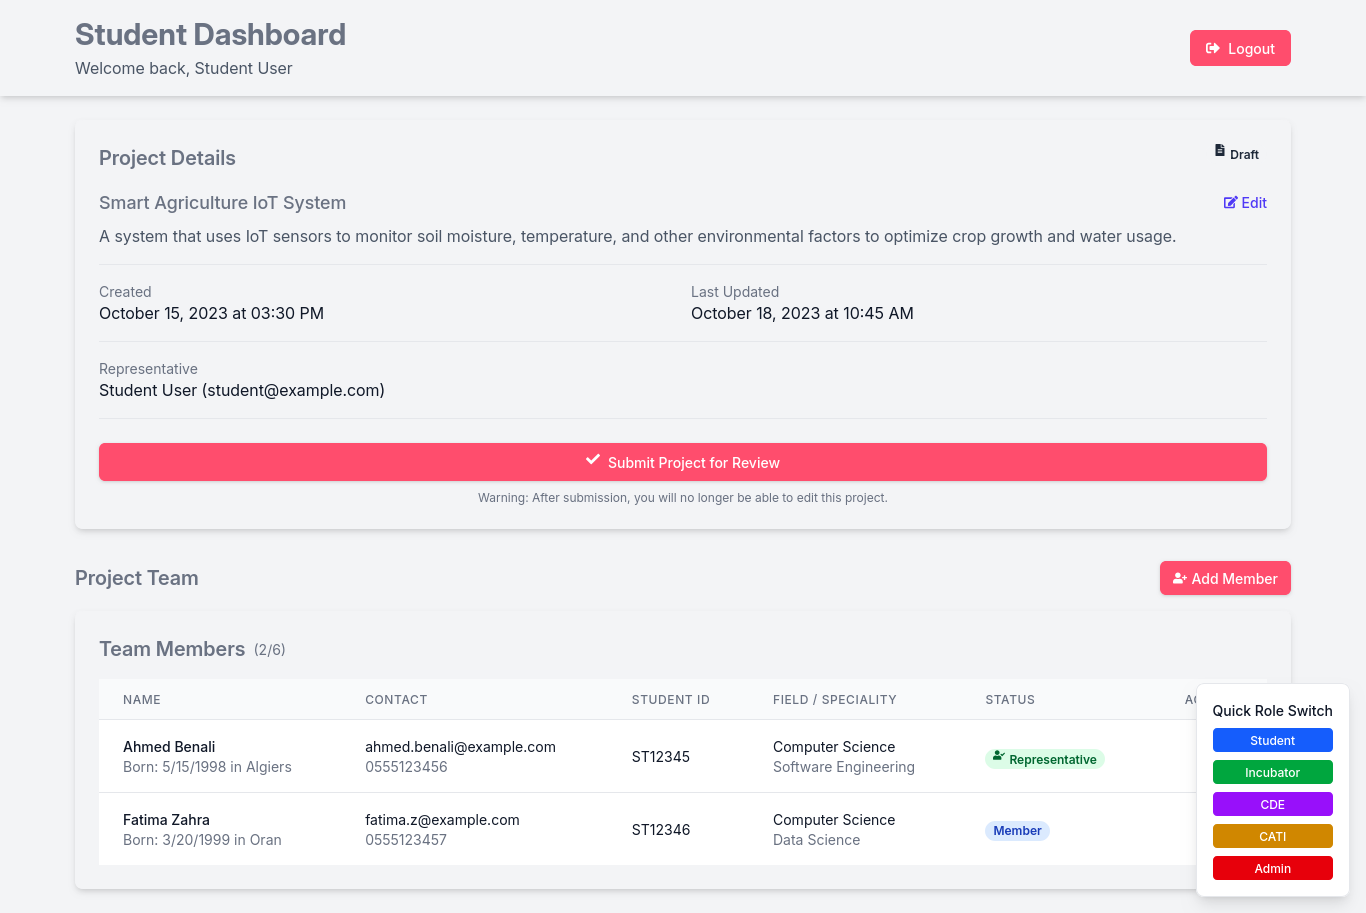 Student Dashboard
Welcome back, Student User
Logout
Project Details
Draft
Smart Agriculture IoT System
Edit
A system that uses IoT sensors to monitor soil moisture, temperature, and other environmental factors to optimize crop growth and water usage.
Created
October 15, 2023 at 03:30 PM
Last Updated
October 18, 2023 at 10:45 AM
Representative
Student User (student@example.com)
Submit Project for Review
Warning: After submission, you will no longer be able to edit this project.
Project Team
Add Member
Team Members (2/6)
NAME CONTACT STUDENT ID FIELD / SPECIALITY STATUS
Ahmed Benali
Born: 5/15/1998 in Algiers
ahmed.benali@example.com
0555123456
ST12345
Computer Science
Software Engineering
Representative
Fatima Zahra
Born: 3/20/1999 in Oran
fatima.z@example.com
0555123457
ST12346
Computer Science
Data Science
Member
Quick Role Switch
Student
Incubator
CDE
CATI
Admin